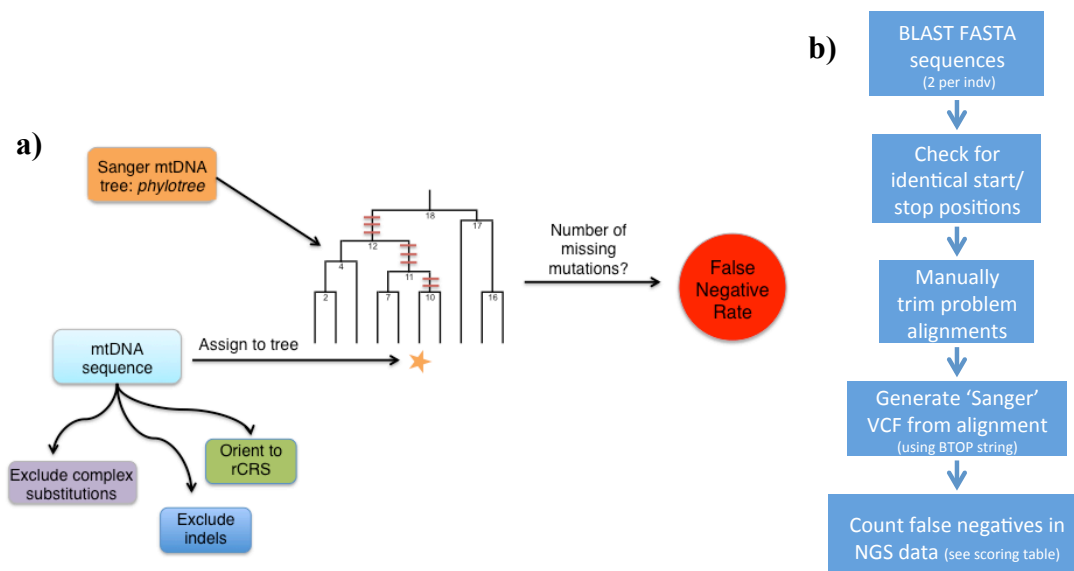 a)
Sanger mtDNA
tree: phylotree
18
17
12
4
11
2
7
10
16
Number of
missing
mutations?
False
Negative
Rate
mtDNA
sequence
Assign to tree
Orient to
rCRS
Exclude complex
substitutions
Exclude
indels
b)
BLAST FASTA
sequences
(2 per indv)
Check for
identical start/
stop positions
Manually
trim problem
alignments
Generate ‘Sanger’
VCF from alignment
(using BTOP string)
Count false negatives in
NGS data (see scoring table)